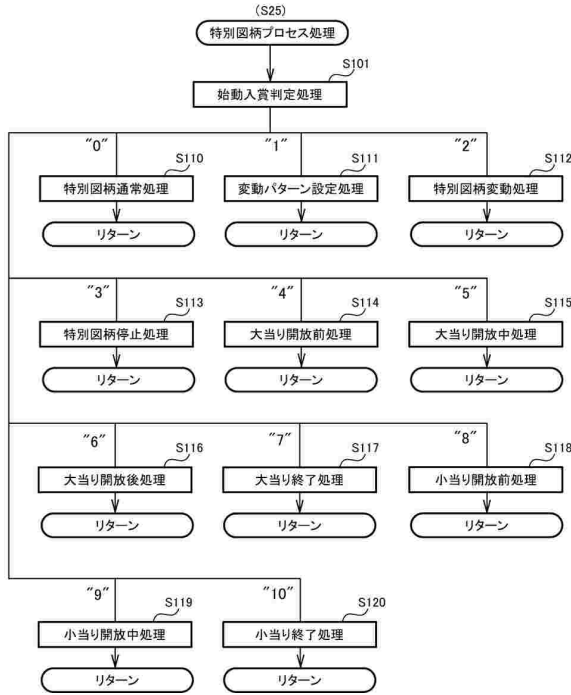 (S25)
特別図柄プロセス処理
S101
始動入賞判定処理
"0"
"1"
"2"
S110
S111
S112
特別図柄通常処理
変動パターン設定処理
特別図柄変動処理
リターン
リターン
リターン
"3"
"4"
"5"
S113
S114
S115
特別図柄停止処理
大当り開放前処理
大当り開放中処理
リターン
リターン
リターン
"6"
"7"
"8"
S116
S117
S118
大当り開放後処理
大当り終了処理
小当り開放前処理
リターン
リターン
リターン
"9"
"10"
S119
S120
小当り開放中処理
小当り終了処理
リターン
リターン